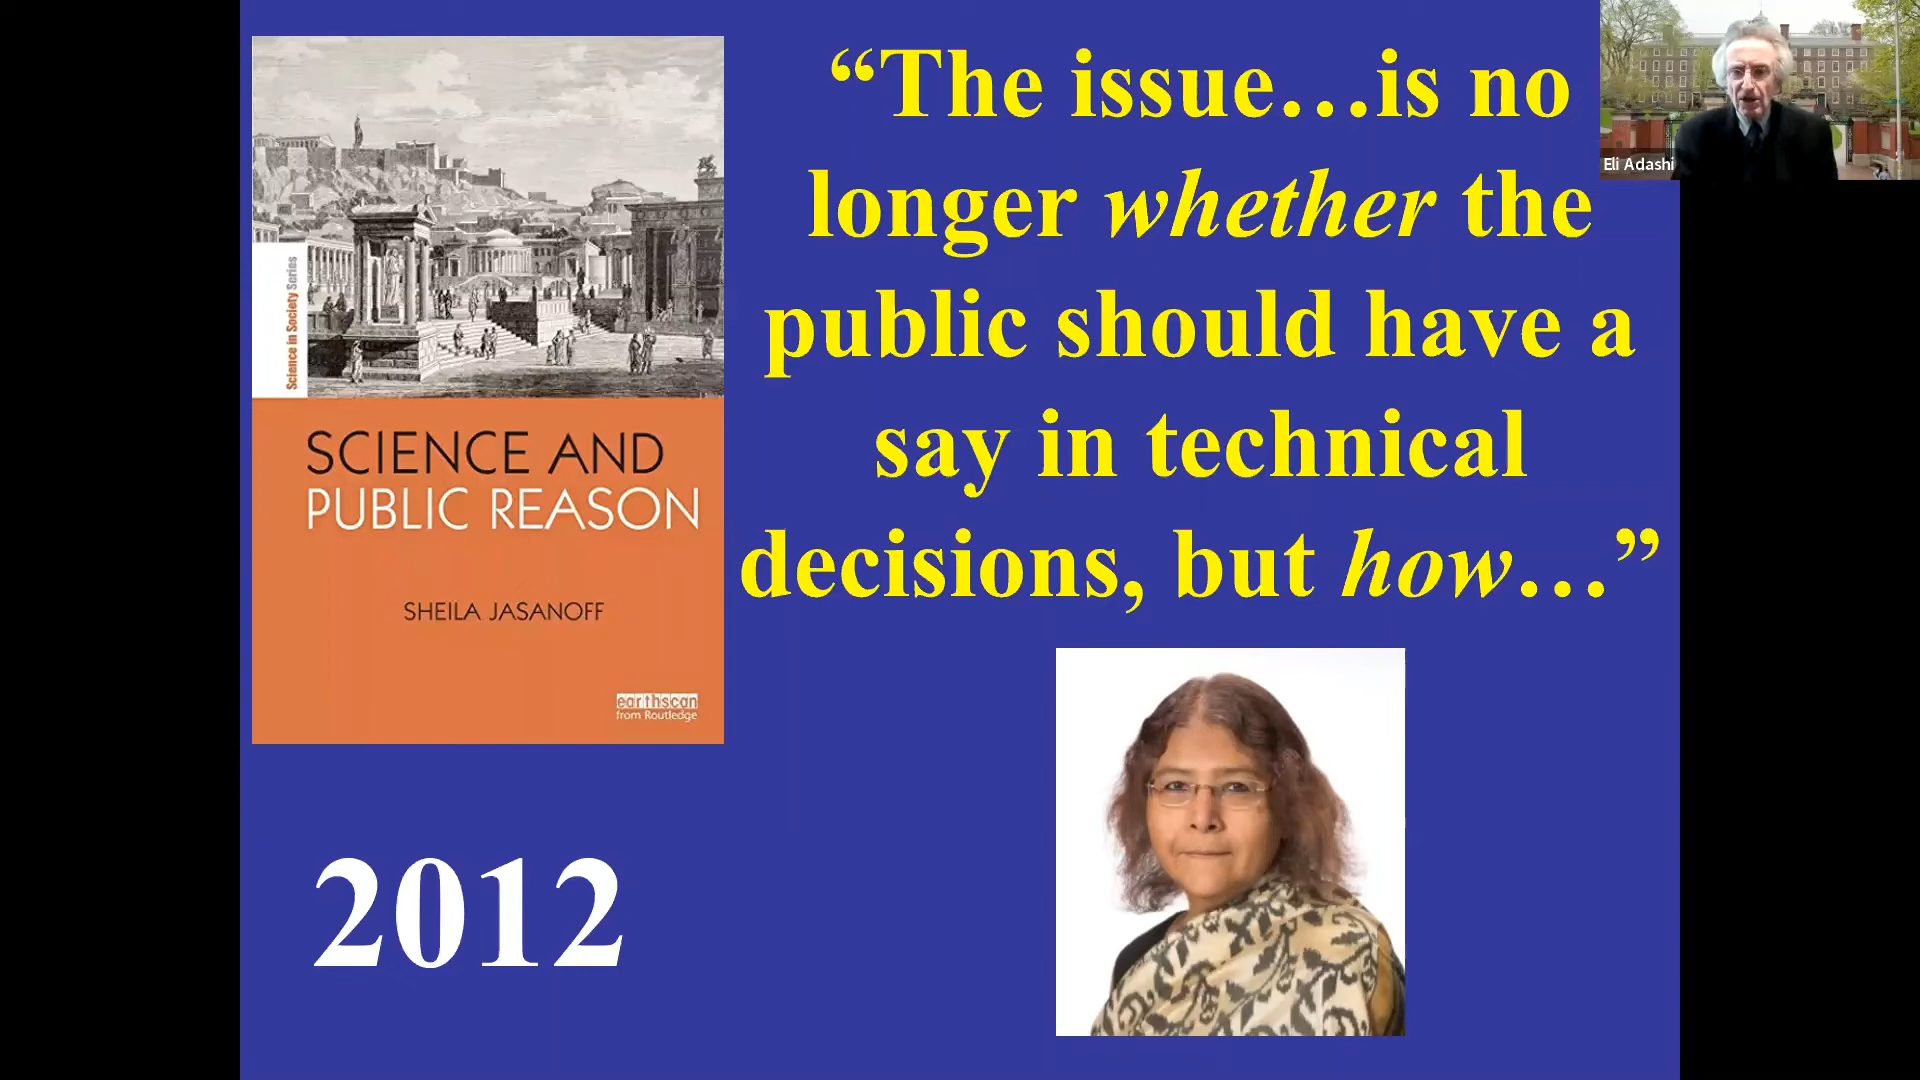 Science in Society Series
SCIENCE AND
PUBLIC REASON
SHEILA JASANOFF
earthscan
from Routledge
2012
“The issue…is no
longer whether the
public should have a
say in technical
decisions, but how…”
Eli Adashi